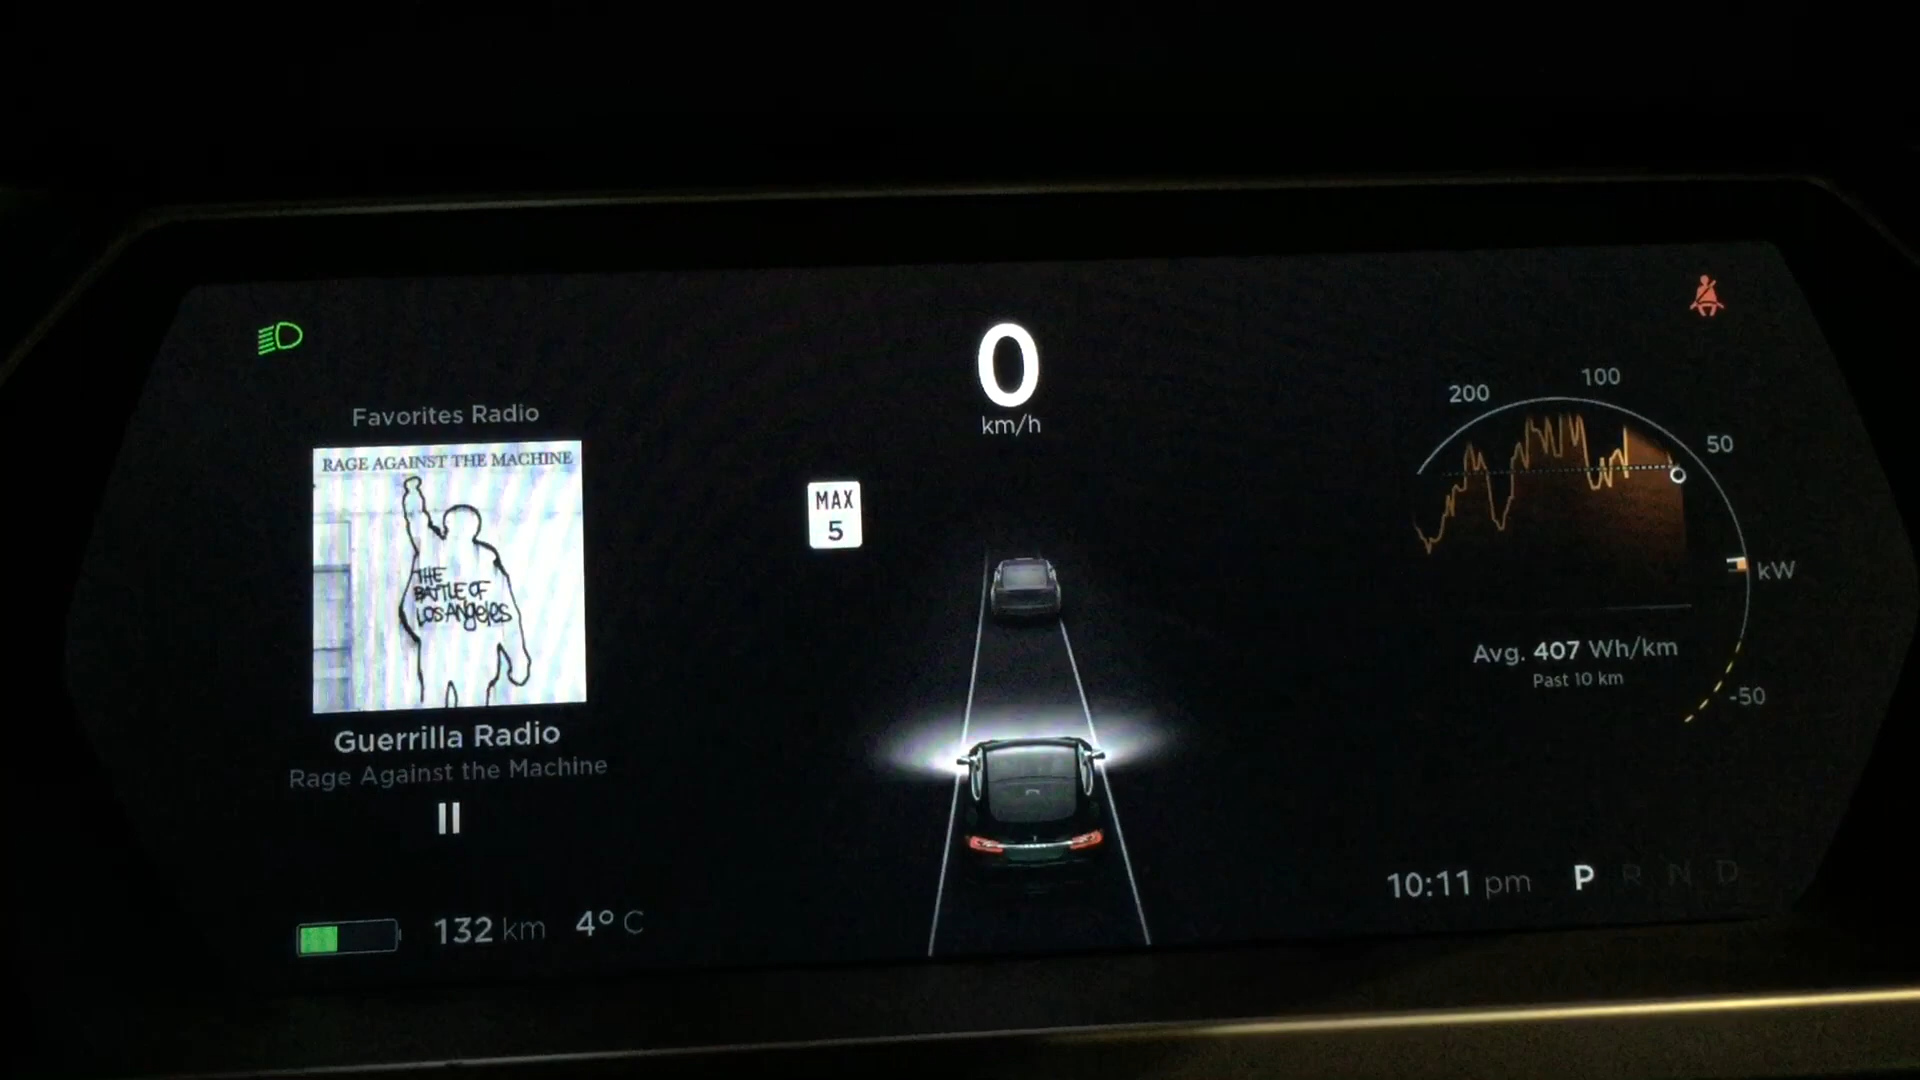 0
km/h
Favorites Radio
RAGE AGAINST THE MACHINE
THE
BATTLE OF
LOS ANGELES
Guerrilla Radio
Rage Against the Machine
132 km 4° C
MAX
5
200
100
50
kW
-50
Avg. 407 Wh/km
Past 10 km
10:11 pm P R N D